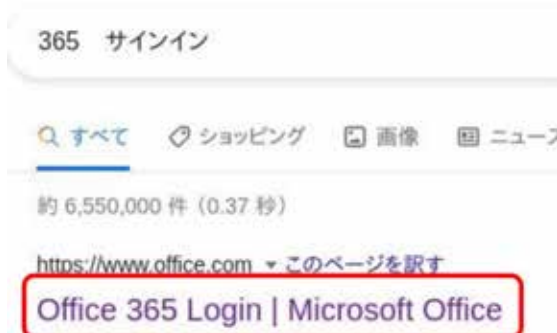 365　サインイン
すべて ショッピング 画像 ニュース
約 6,550,000 件 (0.37 秒)
https://www.office.com ▾ このページを訳す
Office 365 Login | Microsoft Office